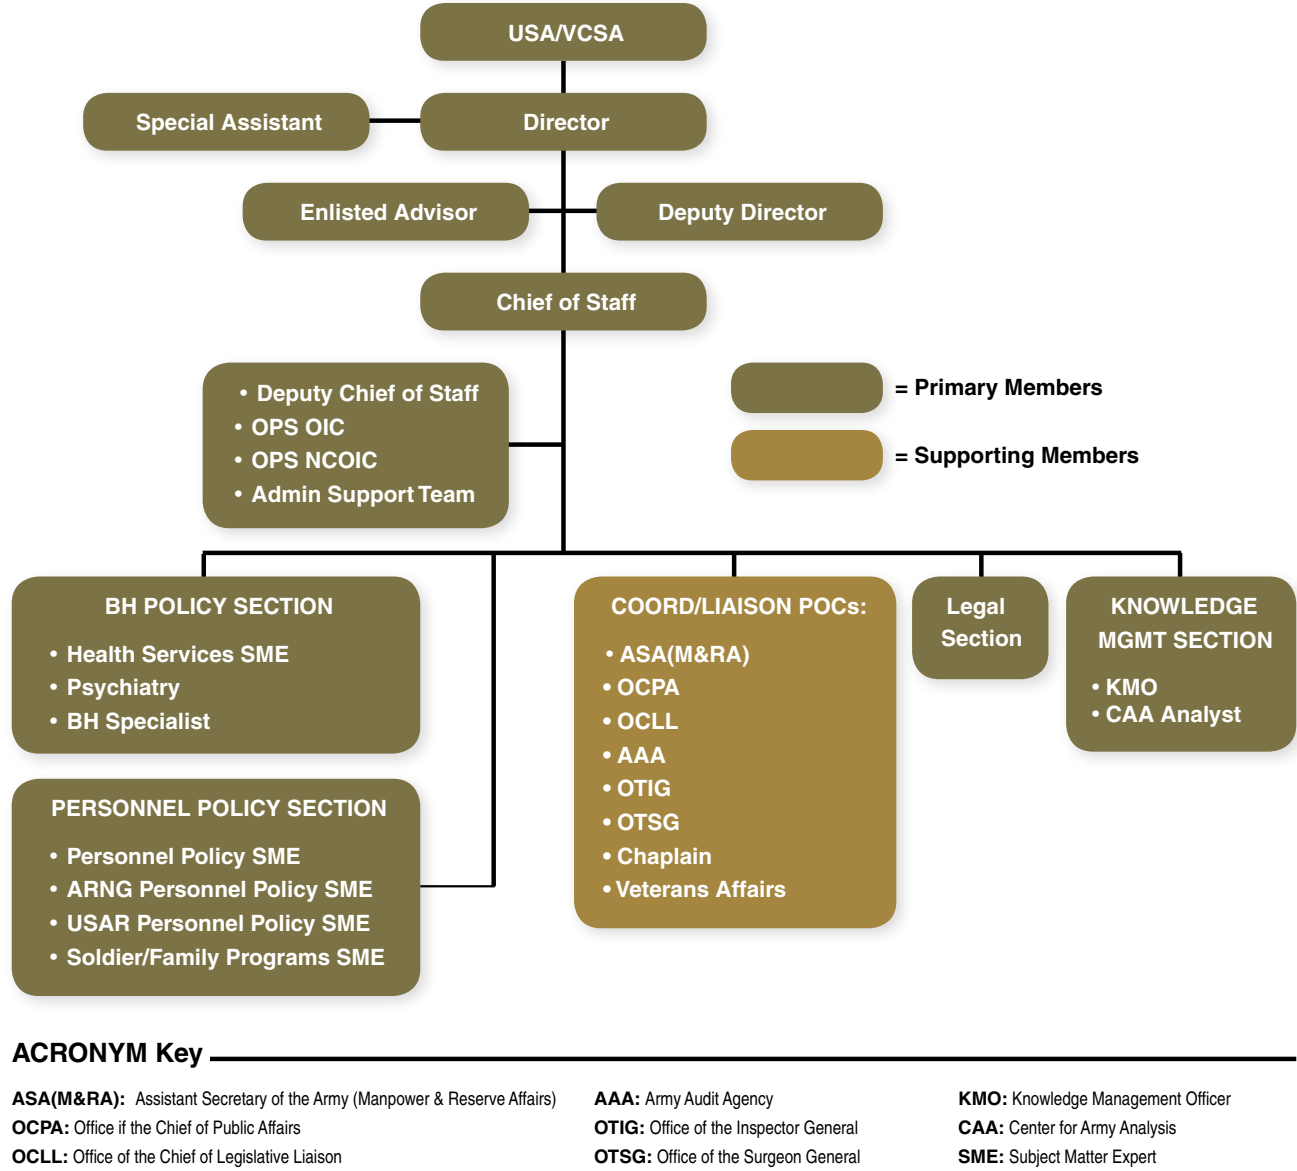 USA/VCSA
Special Assistant
Director
Enlisted Advisor
Deputy Director
Chief of Staff
• Deputy Chief of Staff
• OPS OIC
• OPS NCOIC
• Admin Support Team
= Primary Members
= Supporting Members
BH POLICY SECTION
• Health Services SME
• Psychiatry
• BH Specialist
PERSONNEL POLICY SECTION
• Personnel Policy SME
• ARNG Personnel Policy SME
• USAR Personnel Policy SME
• Soldier/Family Programs SME
COORD/LIAISON POCs:
• ASA(M&RA)
• OCPA
• OCLL
• AAA
• OTIG
• OTSG
• Chaplain
• Veterans Affairs
Legal
Section
KNOWLEDGE
MGMT SECTION
• KMO
• CAA Analyst
ACRONYM Key
ASA(M&RA): Assistant Secretary of the Army (Manpower & Reserve Affairs)
OCPA: Office if the Chief of Public Affairs
OCLL: Office of the Chief of Legislative Liaison
AAA: Army Audit Agency
OTIG: Office of the Inspector General
OTSG: Office of the Surgeon General
KMO: Knowledge Management Officer
CAA: Center for Army Analysis
SME: Subject Matter Expert